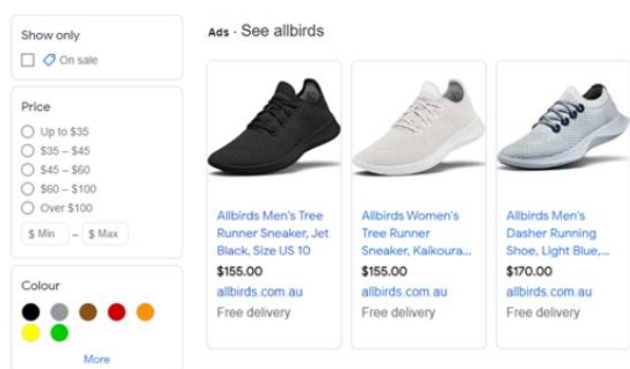 Show only
On sale
Price
Up to $35
$35 – $45
$45 – $60
$60 – $100
Over $100
$ Min – $ Max
Colour
More
Ads · See allbirds
Allbirds Men's Tree
Runner Sneaker, Jet
Black, Size US 10
$155.00
allbirds.com.au
Free delivery
Allbirds Women's
Tree Runner
Sneaker, Kaikoura...
$155.00
allbirds.com.au
Free delivery
Allbirds Men's
Dasher Running
Shoe, Light Blue,...
$170.00
allbirds.com.au
Free delivery